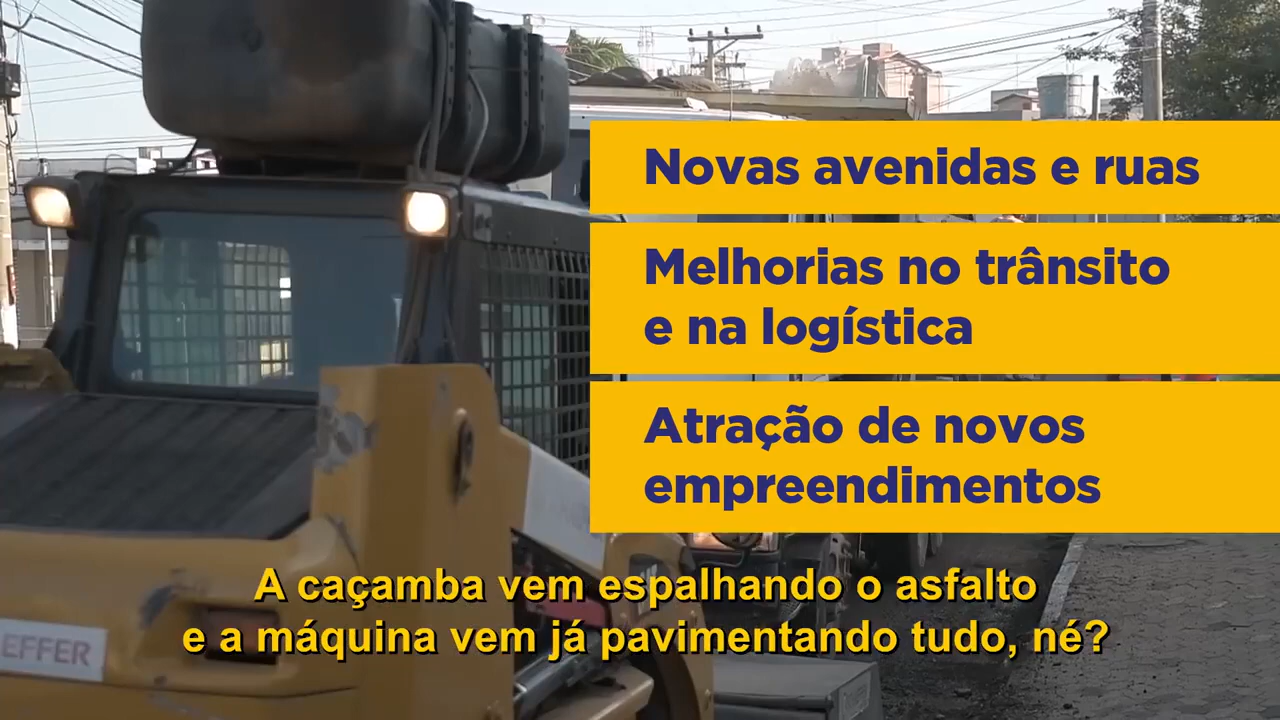 Novas avenidas e ruas
Melhorias no trânsito
e na logística
Atração de novos
empreendimentos
A caçamba vem espalhando o asfalto
e a máquina vem já pavimentando tudo, né?
EFFER